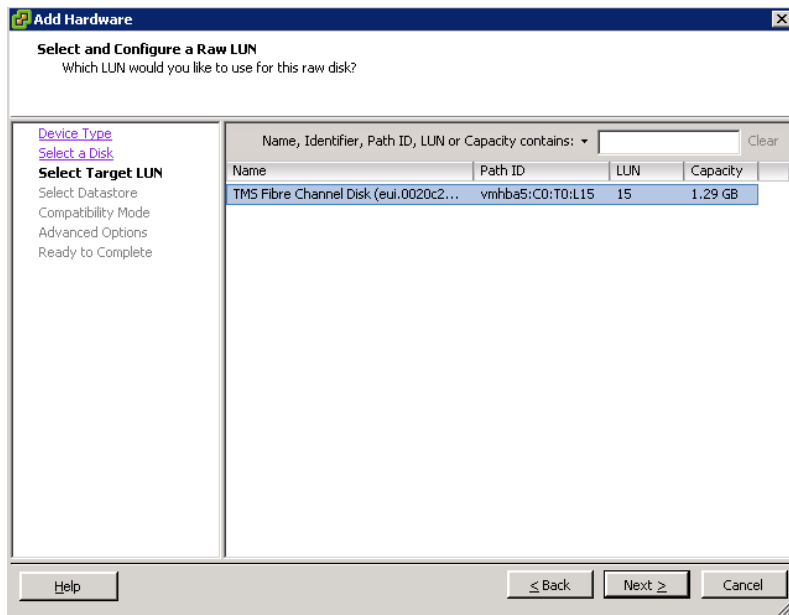 Add Hardware
Select and Configure a Raw LUN
Which LUN would you like to use for this raw disk?
Device Type
Select a Disk
Select Target LUN
Select Datastore
Compatibility Mode
Advanced Options
Ready to Complete
Name, Identifier, Path ID, LUN or Capacity contains: Clear
Name Path ID LUN Capacity
TMS Fibre Channel Disk (eui.0020c2... vmhba5:C0:T0:L15 15 1.29 GB
Help < Back Next > Cancel